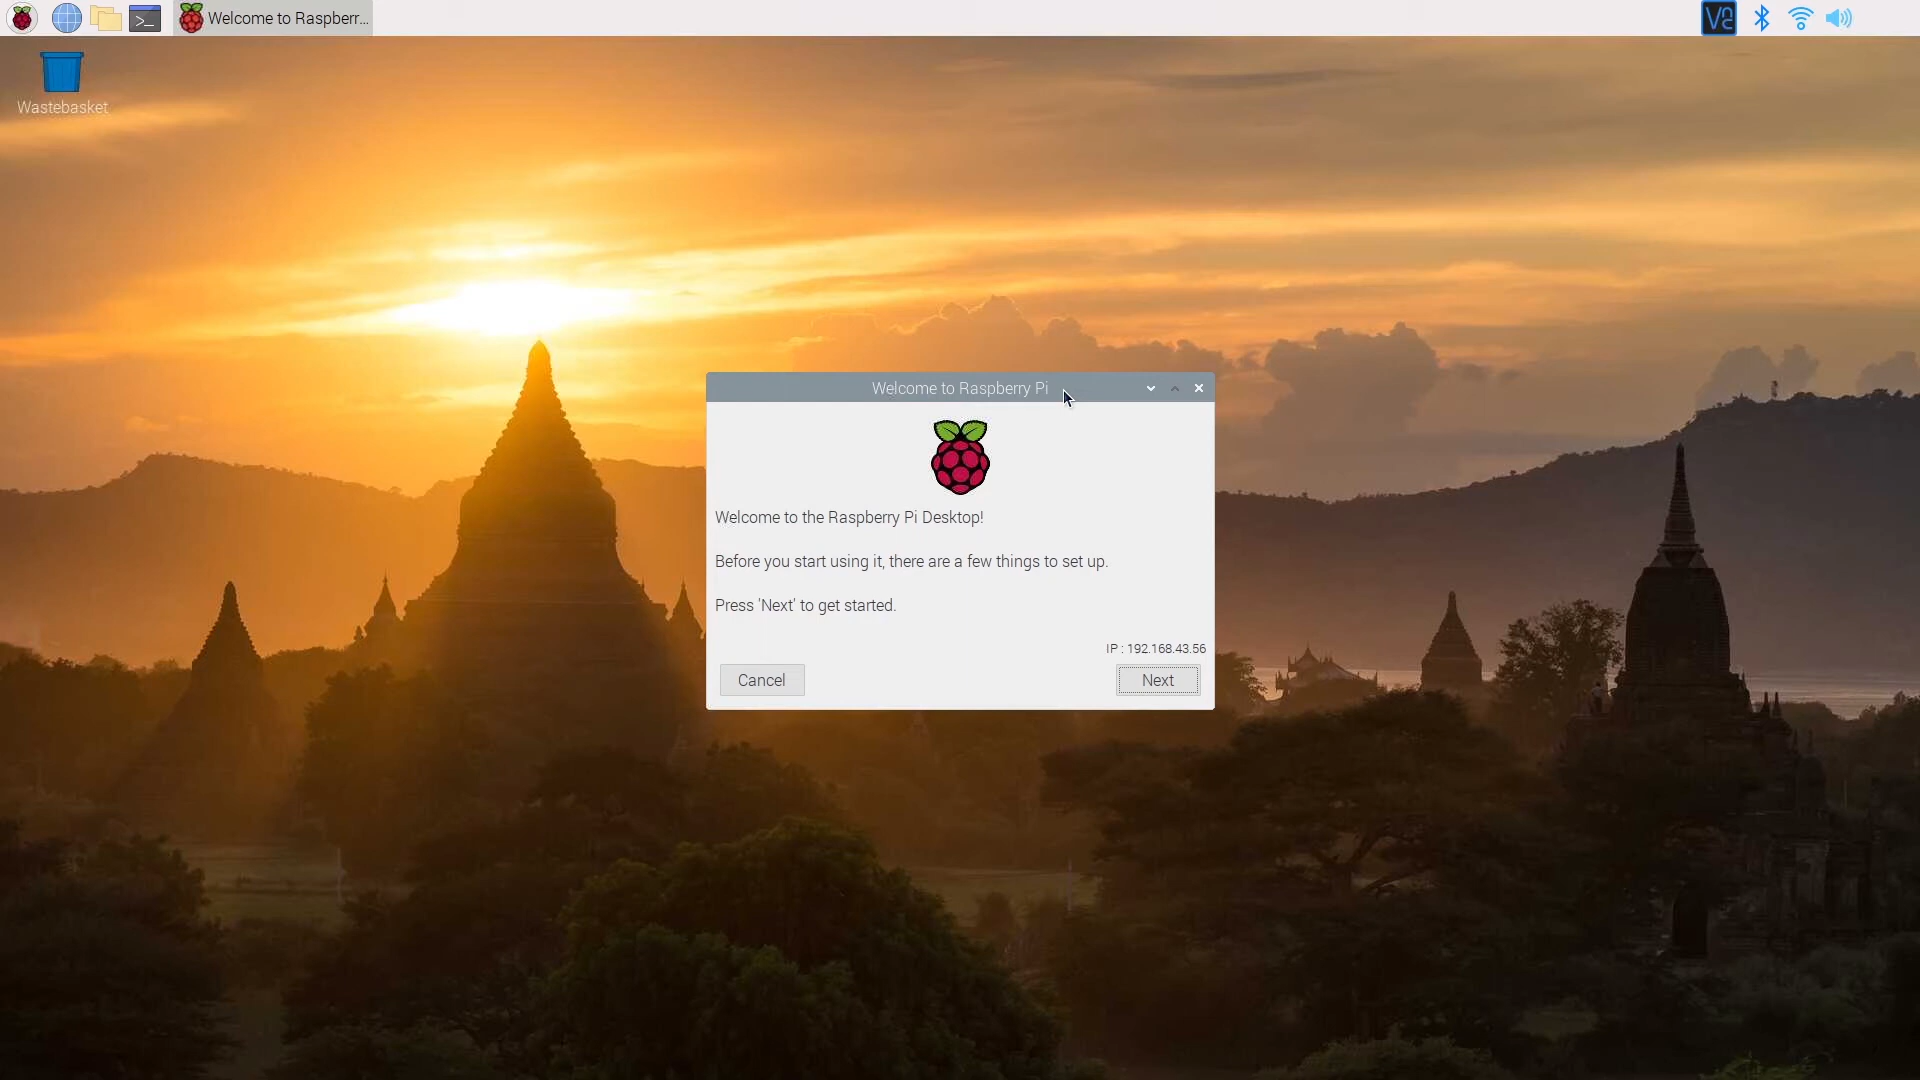 Welcome to Raspberr...
Wastebasket
Welcome to Raspberry Pi
Welcome to the Raspberry Pi Desktop!
Before you start using it, there are a few things to set up.
Press 'Next' to get started.
IP : 192.168.43.56
Cancel
Next